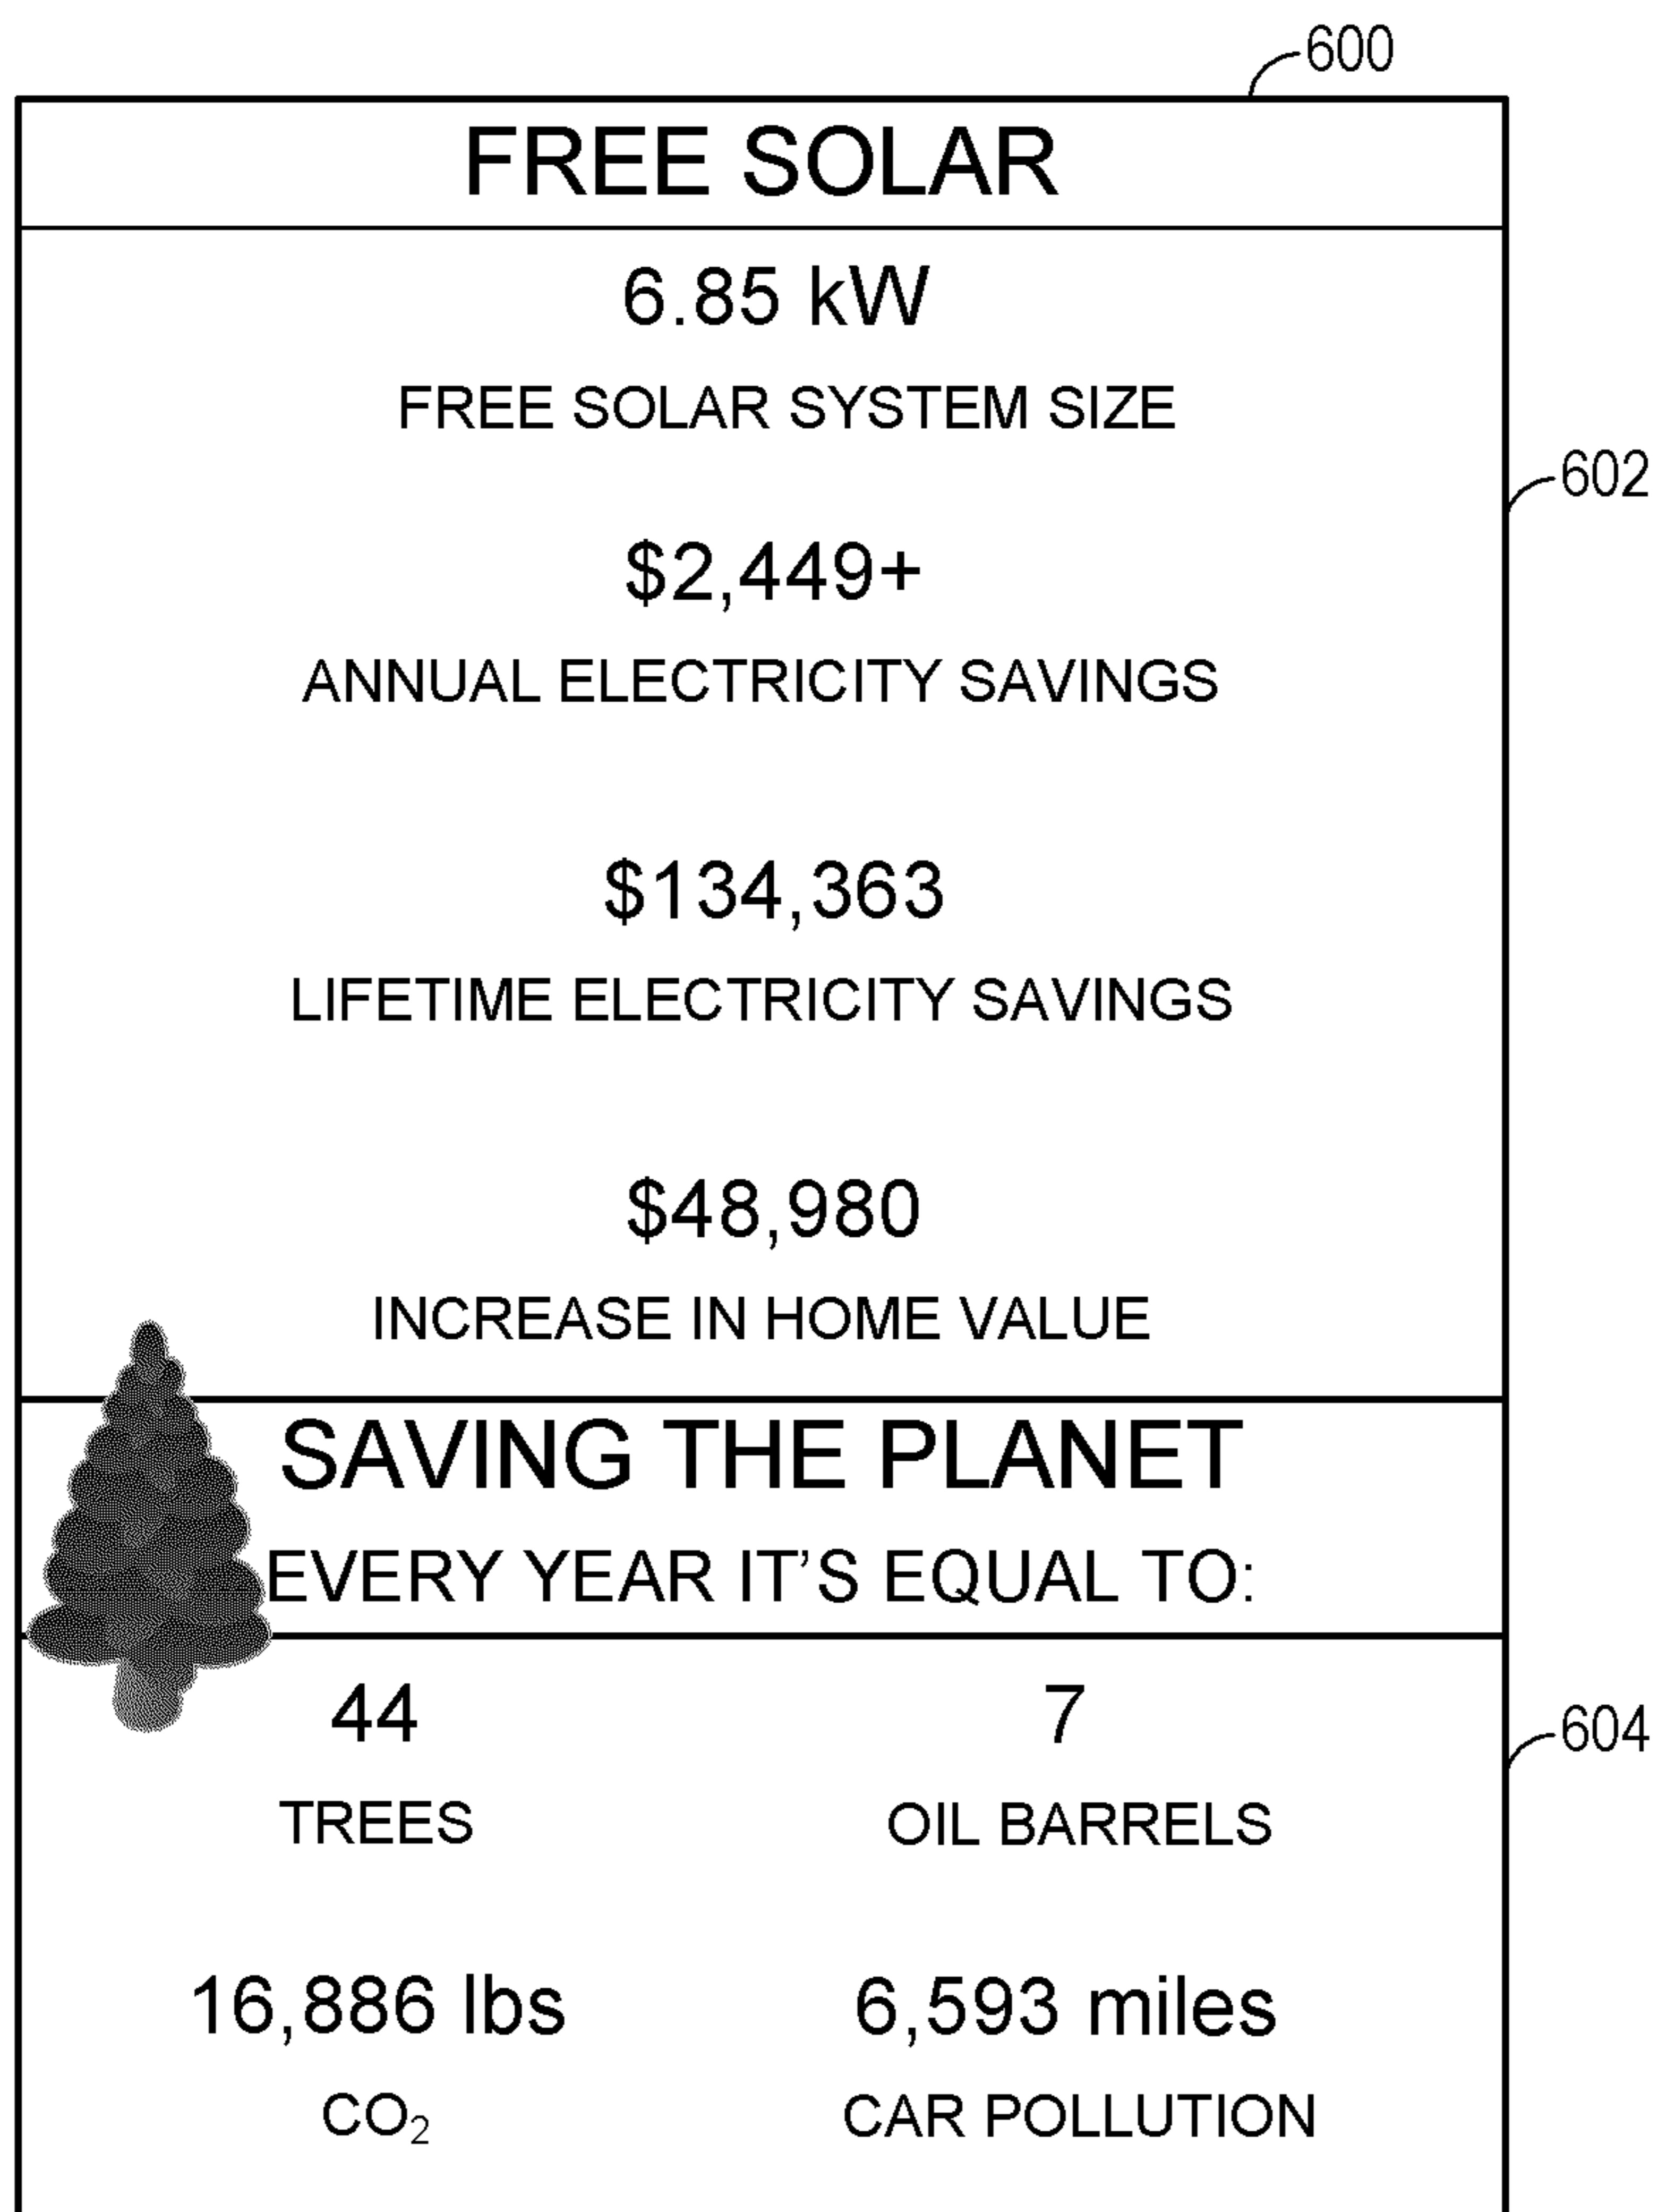 600
FREE SOLAR
6.85 kW
FREE SOLAR SYSTEM SIZE
602
$2,449+
ANNUAL ELECTRICITY SAVINGS
$134,363
LIFETIME ELECTRICITY SAVINGS
$48,980
INCREASE IN HOME VALUE
SAVING THE PLANET
EVERY YEAR IT’S EQUAL TO:
44 7
604
TREES OIL BARRELS
16,886 lbs 6,593 miles
CO₂ CAR POLLUTION